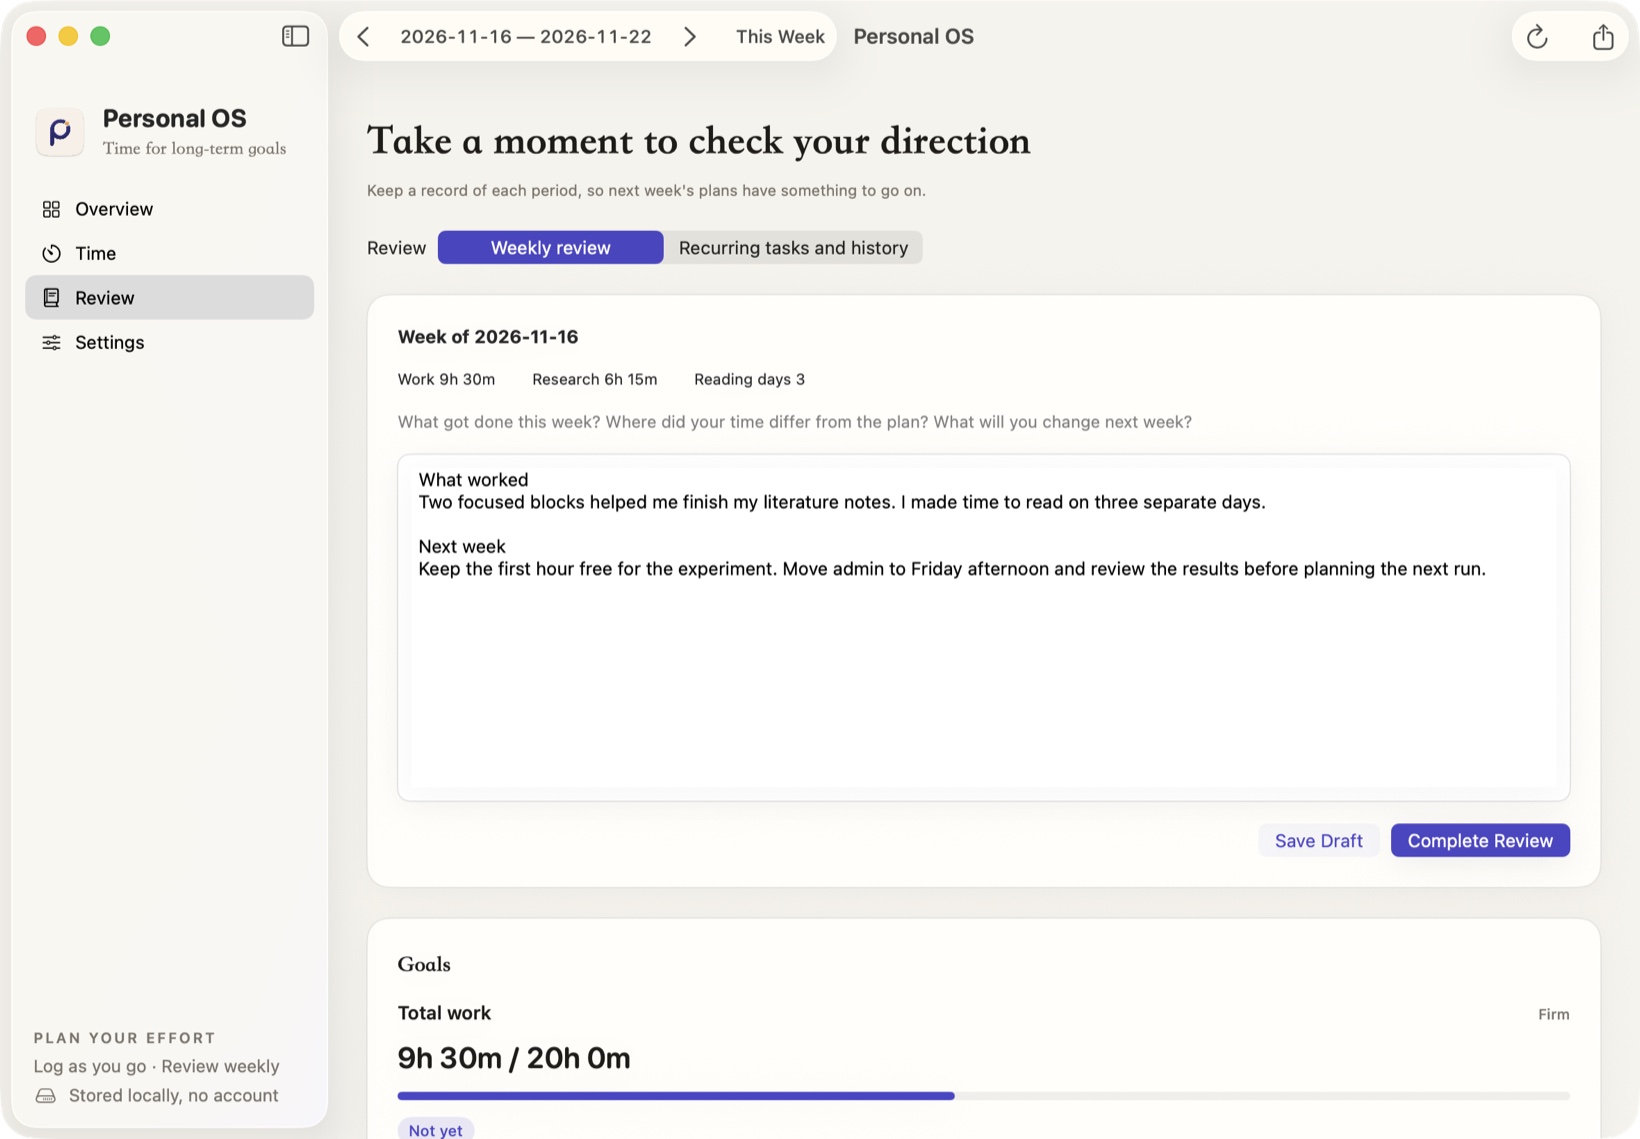 2026-11-16 — 2026-11-22
This Week
Personal OS
Personal OS
Time for long-term goals
Overview
Time
Review
Settings
PLAN YOUR EFFORT
Log as you go · Review weekly
Stored locally, no account
Take a moment to check your direction
Keep a record of each period, so next week's plans have something to go on.
Review
Weekly review
Recurring tasks and history
Week of 2026-11-16
Work 9h 30m
Research 6h 15m
Reading days 3
What got done this week? Where did your time differ from the plan? What will you change next week?
What worked
Two focused blocks helped me finish my literature notes. I made time to read on three separate days.
Next week
Keep the first hour free for the experiment. Move admin to Friday afternoon and review the results before planning the next run.
Save Draft
Complete Review
Goals
Total work
Firm
9h 30m / 20h 0m
Not yet